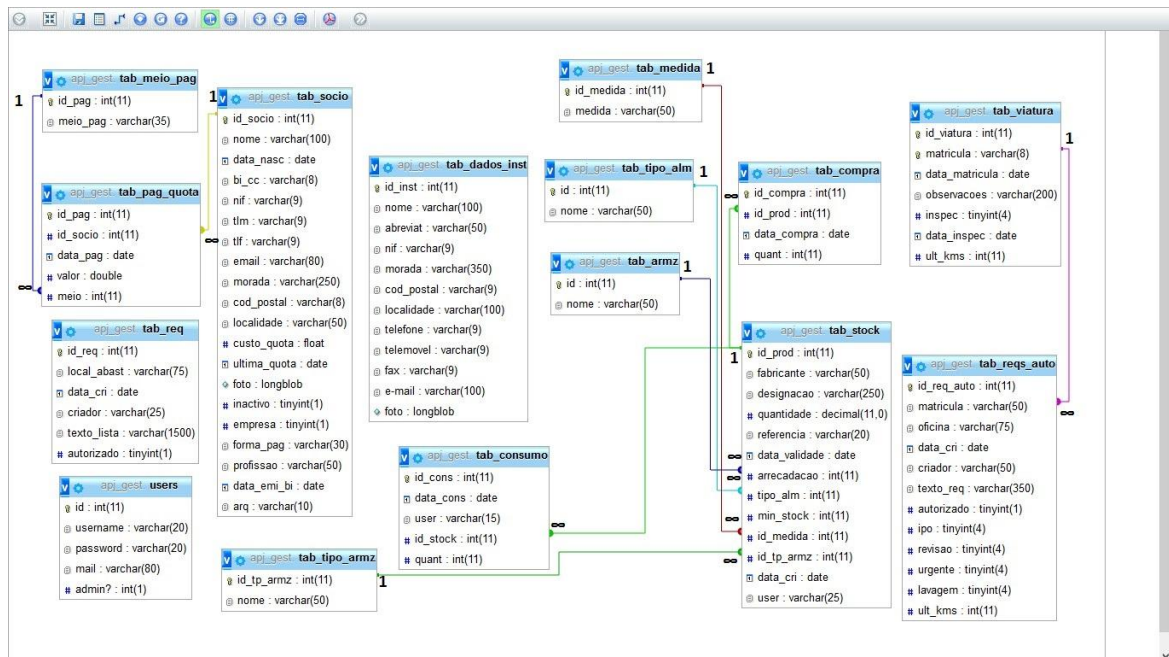 apj_gest tab_meio_pag
1
id_pag : int(11)
meio_pag : varchar(35)
apj_gest tab_pag_quota
id_pag : int(11)
# id_socio : int(11)
data_pag : date
# valor : double
# meio : int(11)
∞
apj_gest tab_req
id_req : int(11)
local_abast : varchar(75)
data_cri : date
criador : varchar(25)
texto_lista : varchar(1500)
# autorizado : tinyint(1)
apj_gest users
id : int(11)
username : varchar(20)
password : varchar(20)
mail : varchar(80)
# admin? : int(1)
1
apj_gest tab_socio
id_socio : int(11)
nome : varchar(100)
data_nasc : date
bi_cc : varchar(8)
nif : varchar(9)
tlm : varchar(9)
∞
tlf : varchar(9)
email : varchar(80)
morada : varchar(250)
cod_postal : varchar(8)
localidade : varchar(50)
# custo_quota : float
ultima_quota : date
foto : longblob
# inactivo : tinyint(1)
# empresa : tinyint(1)
forma_pag : varchar(30)
profissao : varchar(50)
data_emi_bi : date
arq : varchar(10)
apj_gest tab_tipo_armz
id_tp_armz : int(11)
1
nome : varchar(50)
apj_gest tab_dados_inst
id_inst : int(11)
nome : varchar(100)
abreviat : varchar(50)
nif : varchar(9)
morada : varchar(350)
cod_postal : varchar(9)
localidade : varchar(100)
telefone : varchar(9)
telemovel : varchar(9)
fax : varchar(9)
e-mail : varchar(100)
foto : longblob
apj_gest tab_consumo
id_cons : int(11)
data_cons : date
user : varchar(15)
∞
# id_stock : int(11)
# quant : int(11)
apj_gest tab_medida
1
id_medida : int(11)
medida : varchar(50)
apj_gest tab_tipo_alm
1
id : int(11)
nome : varchar(50)
apj_gest tab_armz
1
id : int(11)
nome : varchar(50)
apj_gest tab_compra
∞
id_compra : int(11)
# id_prod : int(11)
data_compra : date
# quant : int(11)
apj_gest tab_stock
1
id_prod : int(11)
fabricante : varchar(50)
designacao : varchar(250)
# quantidade : decimal(11,0)
referencia : varchar(20)
∞
data_validade : date
∞
# arrecadacao : int(11)
# tipo_alm : int(11)
∞
# min_stock : int(11)
# id_medida : int(11)
∞
# id_tp_armz : int(11)
data_cri : date
user : varchar(25)
apj_gest tab_viatura
id_viatura : int(11)
1
matricula : varchar(8)
data_matricula : date
observacoes : varchar(200)
# inspec : tinyint(4)
data_inspec : date
# ult_kms : int(11)
apj_gest tab_reqs_auto
id_req_auto : int(11)
matricula : varchar(50)
∞
oficina : varchar(75)
data_cri : date
criador : varchar(50)
texto_req : varchar(350)
# autorizado : tinyint(1)
# ipo : tinyint(4)
# revisao : tinyint(4)
# urgente : tinyint(4)
# lavagem : tinyint(4)
# ult_kms : int(11)